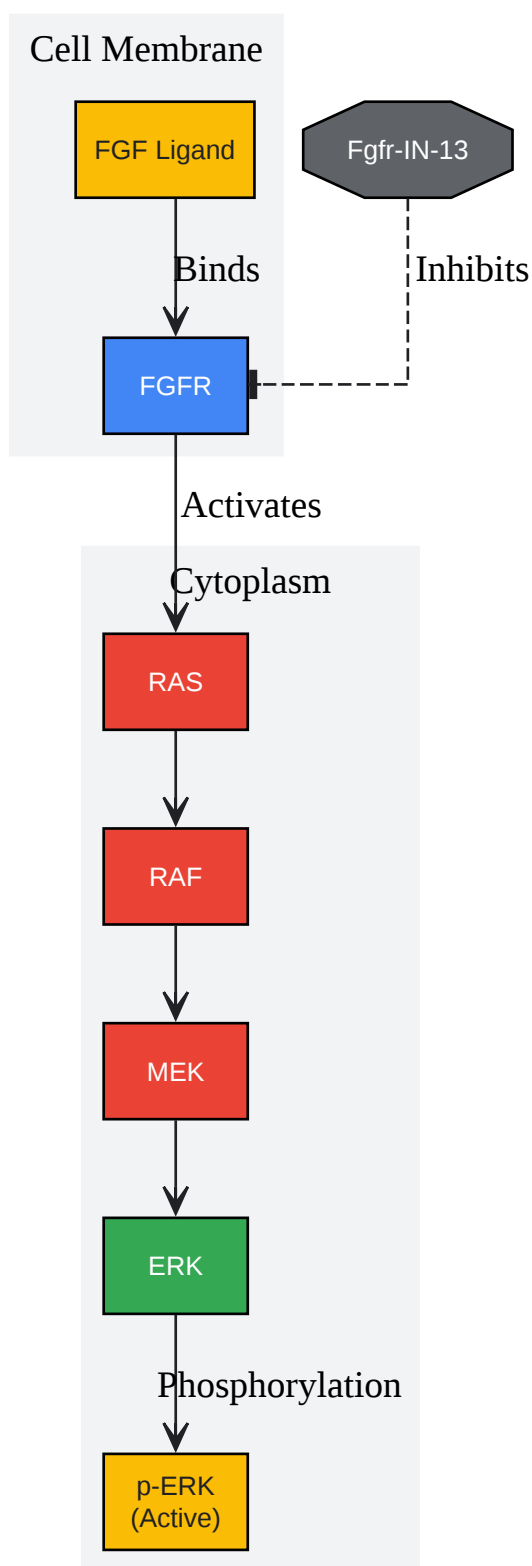 Cell Membrane
FGF Ligand
Fgfr-IN-13
Binds
Inhibits
FGFR
Activates
Cytoplasm
RAS
RAF
MEK
ERK
Phosphorylation
p-ERK
(Active)